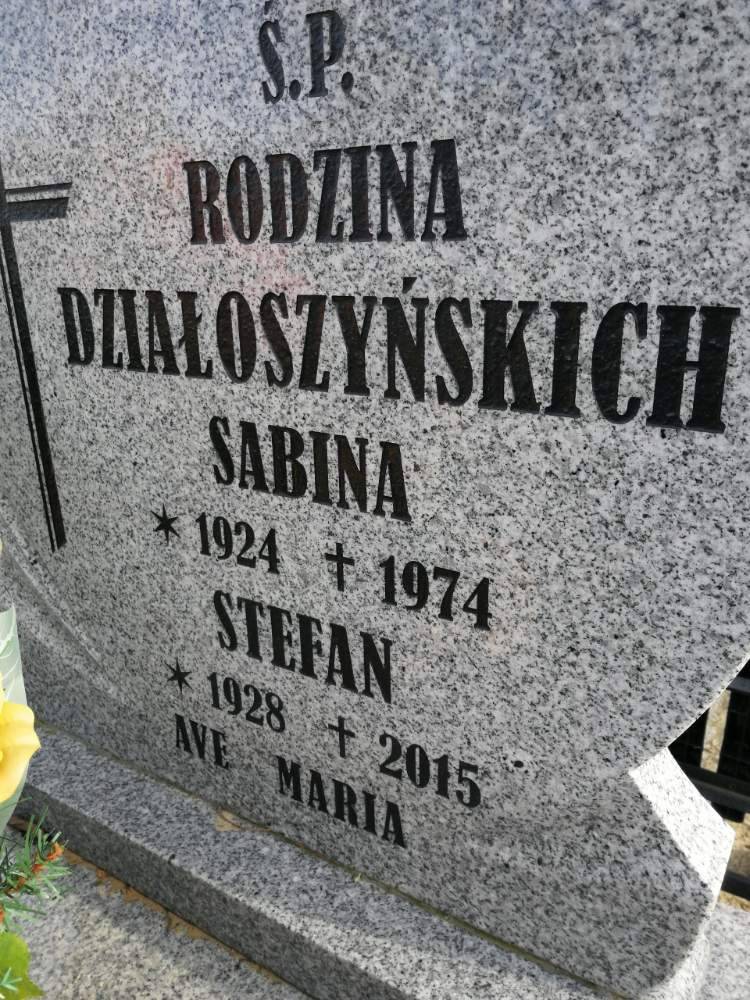 Ś.P.
RODZINA
DZIAŁOSZYŃSKICH
SABINA
* 1924 † 1974
STEFAN
* 1928 † 2015
AVE MARIA